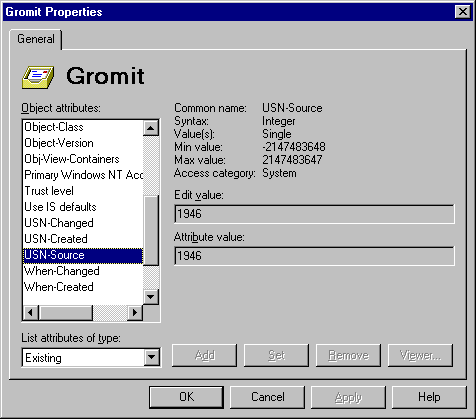 Gromit Properties
General
Gromit
Object attributes:
Object-Class
Object-Version
Obj-View-Containers
Primary Windows NT Acc
Trust level
Use IS defaults
USN-Changed
USN-Created
USN-Source
When-Changed
When-Created
List attributes of type:
Existing
Common name: USN-Source
Syntax: Integer
Value(s): Single
Min value: -2147483648
Max value: 2147483647
Access category: System
Edit value:
1946
Attribute value:
1946
Add Set Remove Viewer...
OK Cancel Apply Help